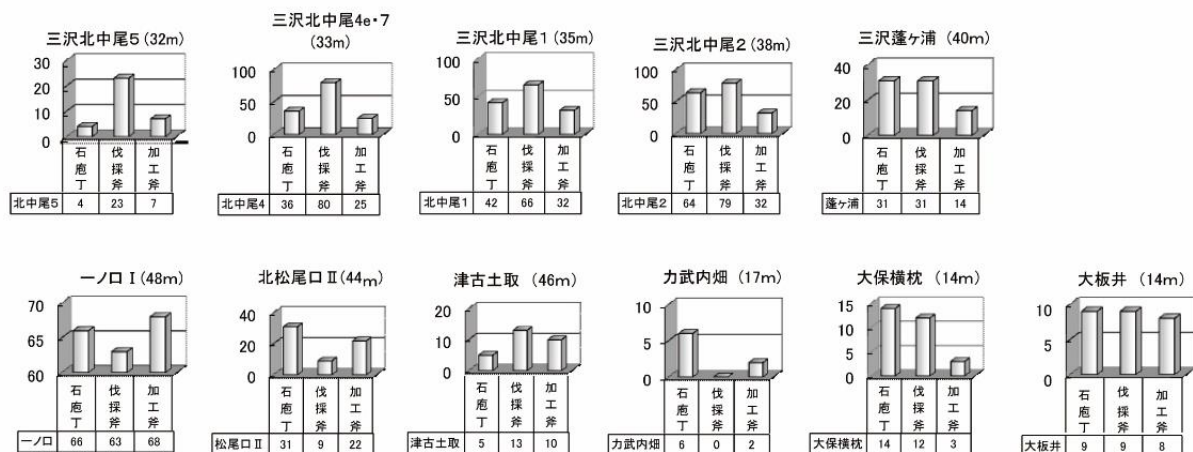 三沢北中尾5(32m)
30
20
10
0
石庖丁
伐採斧
加工斧
北中尾5 4 23 7
三沢北中尾4e・7
(33m)
100
50
0
石庖丁
伐採斧
加工斧
北中尾4 36 80 25
三沢北中尾1(35m)
100
50
0
石庖丁
伐採斧
加工斧
北中尾1 42 66 32
三沢北中尾2(38m)
100
50
0
石庖丁
伐採斧
加工斧
北中尾2 64 79 32
三沢蓬ヶ浦(40m)
40
20
0
石庖丁
伐採斧
加工斧
蓬ヶ浦 31 31 14
一ノ口 I (48m)
70
65
60
石庖丁
伐採斧
加工斧
一ノ口 66 63 68
北松尾口Ⅱ(44m)
40
20
0
石庖丁
伐採斧
加工斧
松尾口Ⅱ 31 9 22
津古土取 (46m)
20
10
0
石庖丁
伐採斧
加工斧
津古土取 5 13 10
力武内畑 (17m)
10
5
0
石庖丁
伐採斧
加工斧
力武内畑 6 0 2
大保横枕 (14m)
15
10
5
0
石庖丁
伐採斧
加工斧
大保横枕 14 12 3
大板井 (14m)
10
5
0
石庖丁
伐採斧
加工斧
大板井 9 9 8